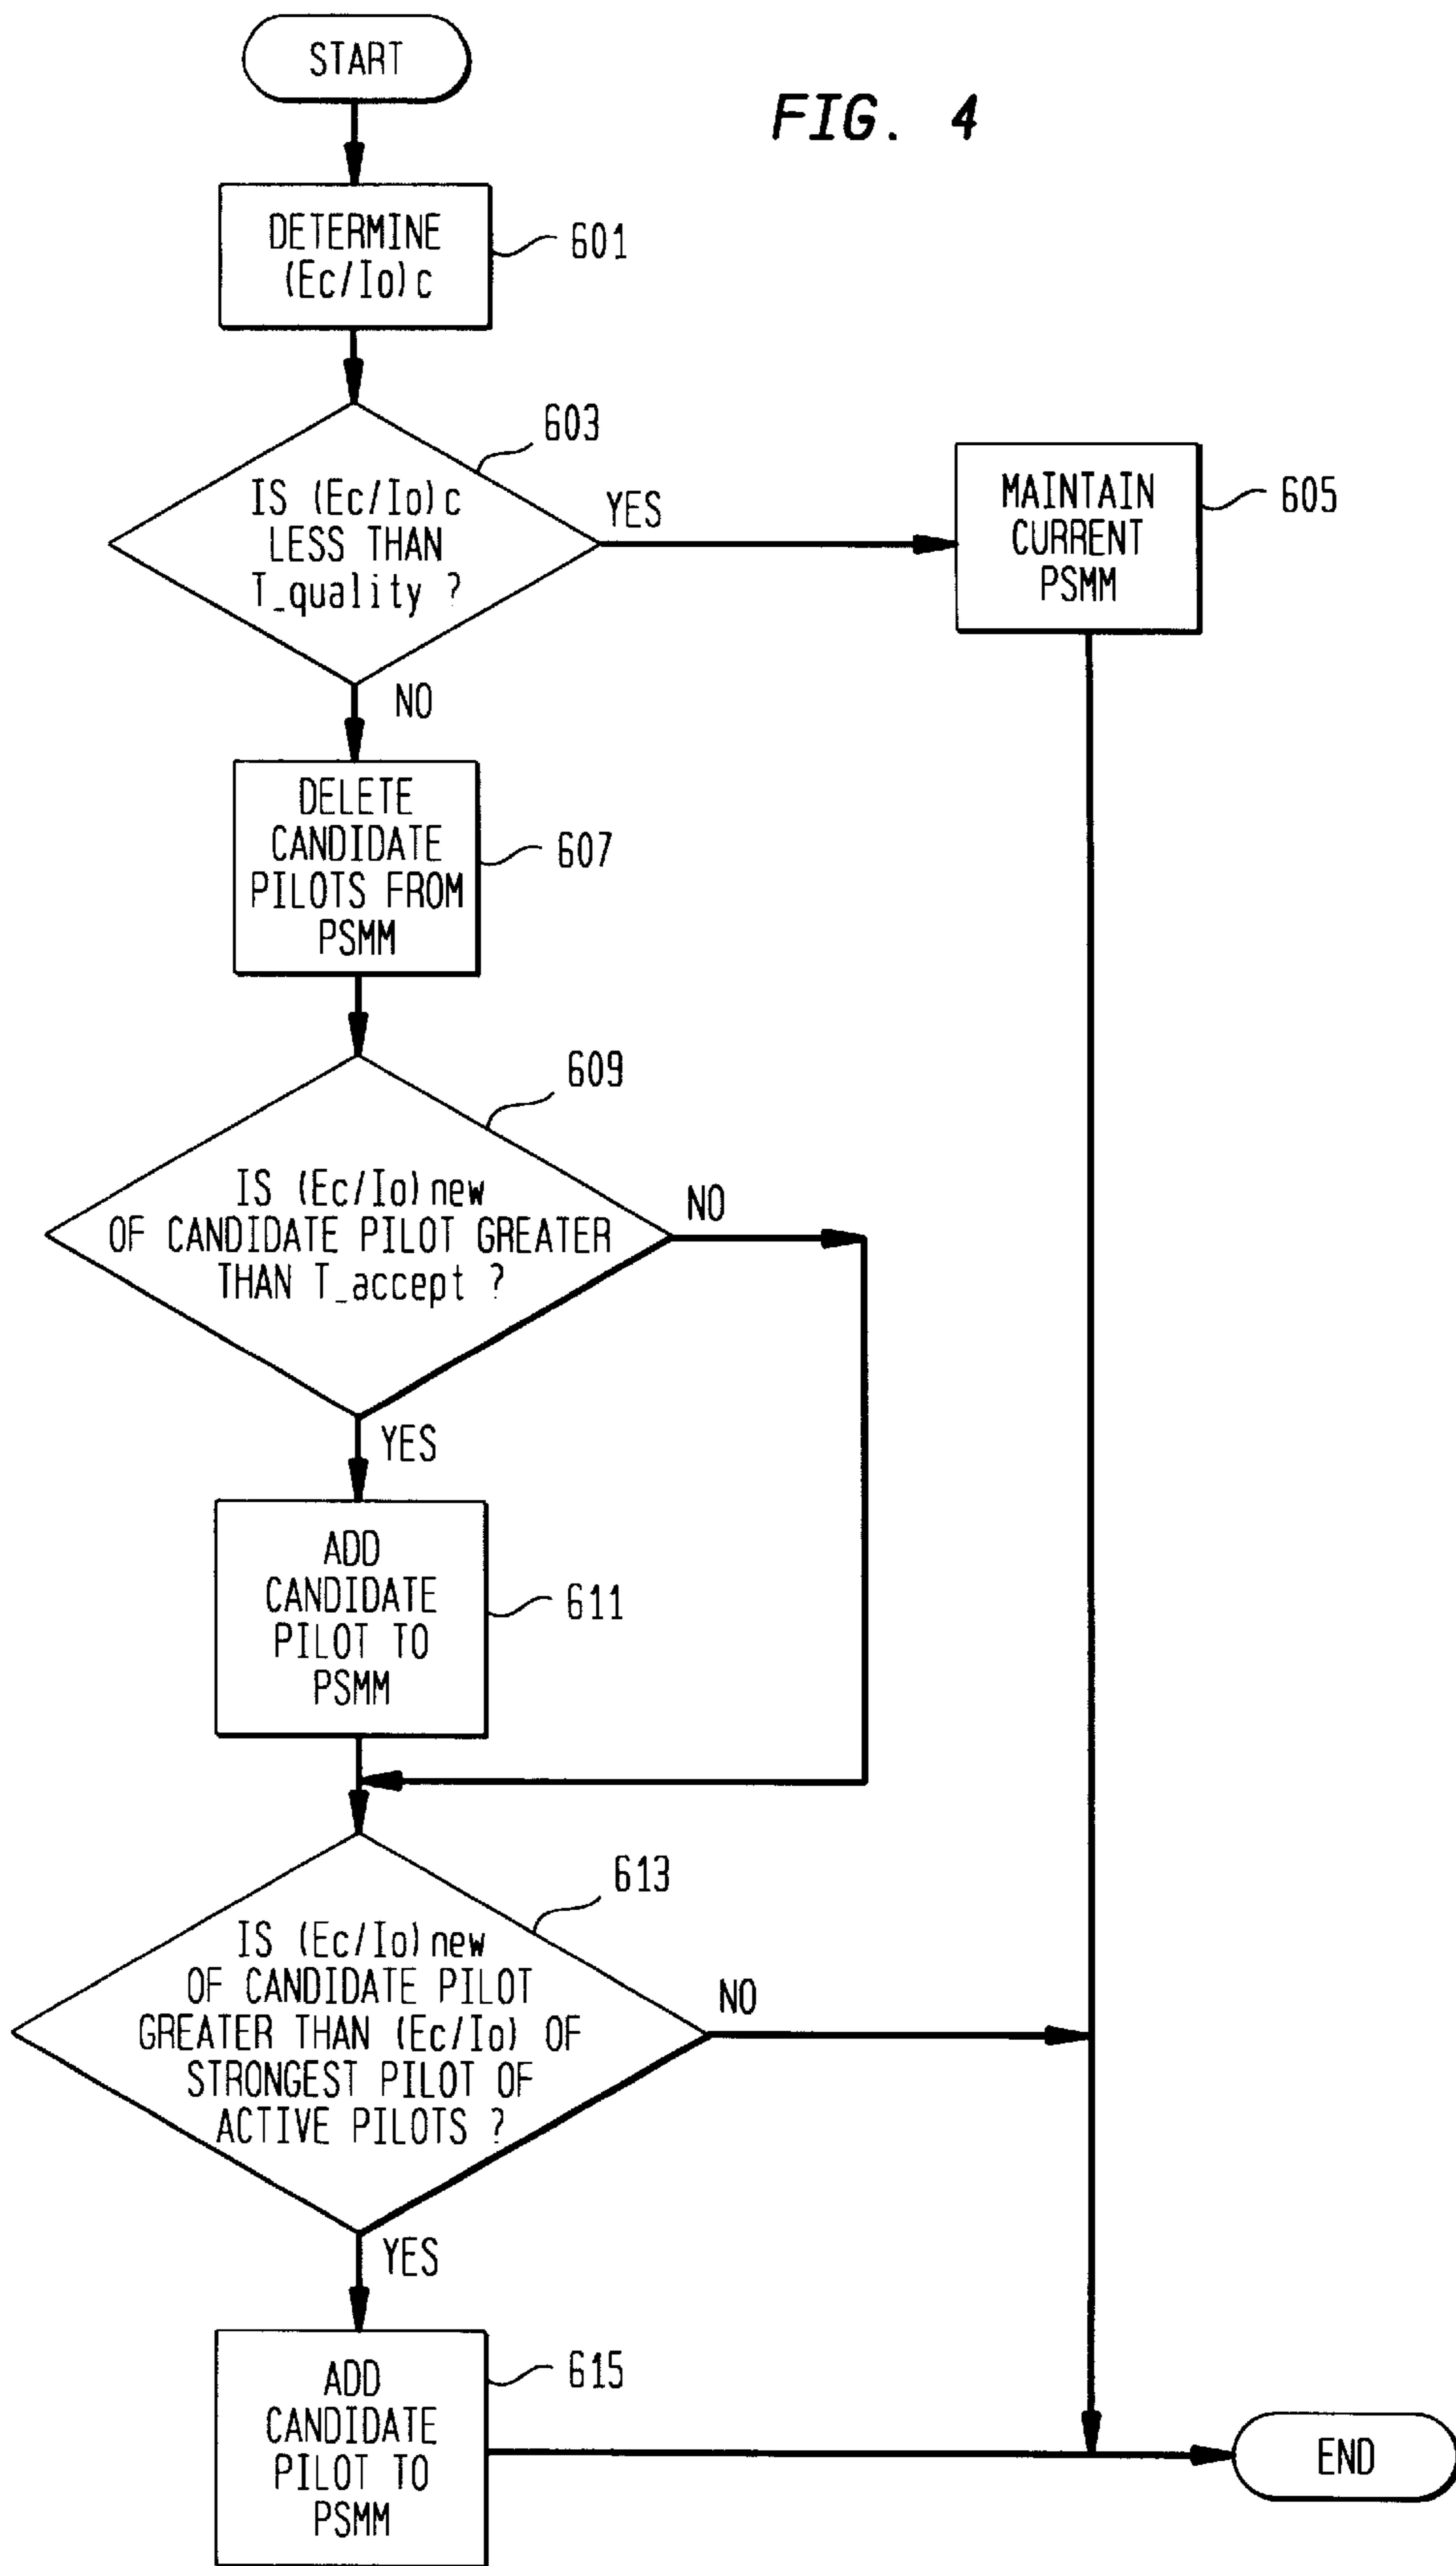 START
FIG. 4
DETERMINE
(Ec/Io)c
601
603
IS (Ec/Io)c
LESS THAN
T_quality ?
YES
MAINTAIN
CURRENT
PSMM
605
NO
DELETE
CANDIDATE
PILOTS FROM
PSMM
607
609
IS (Ec/Io)new
OF CANDIDATE PILOT GREATER
THAN T_accept ?
NO
YES
ADD
CANDIDATE
PILOT TO
PSMM
611
613
IS (Ec/Io)new
OF CANDIDATE PILOT
GREATER THAN (Ec/Io) OF
STRONGEST PILOT OF
ACTIVE PILOTS ?
NO
YES
ADD
CANDIDATE
PILOT TO
PSMM
615
END